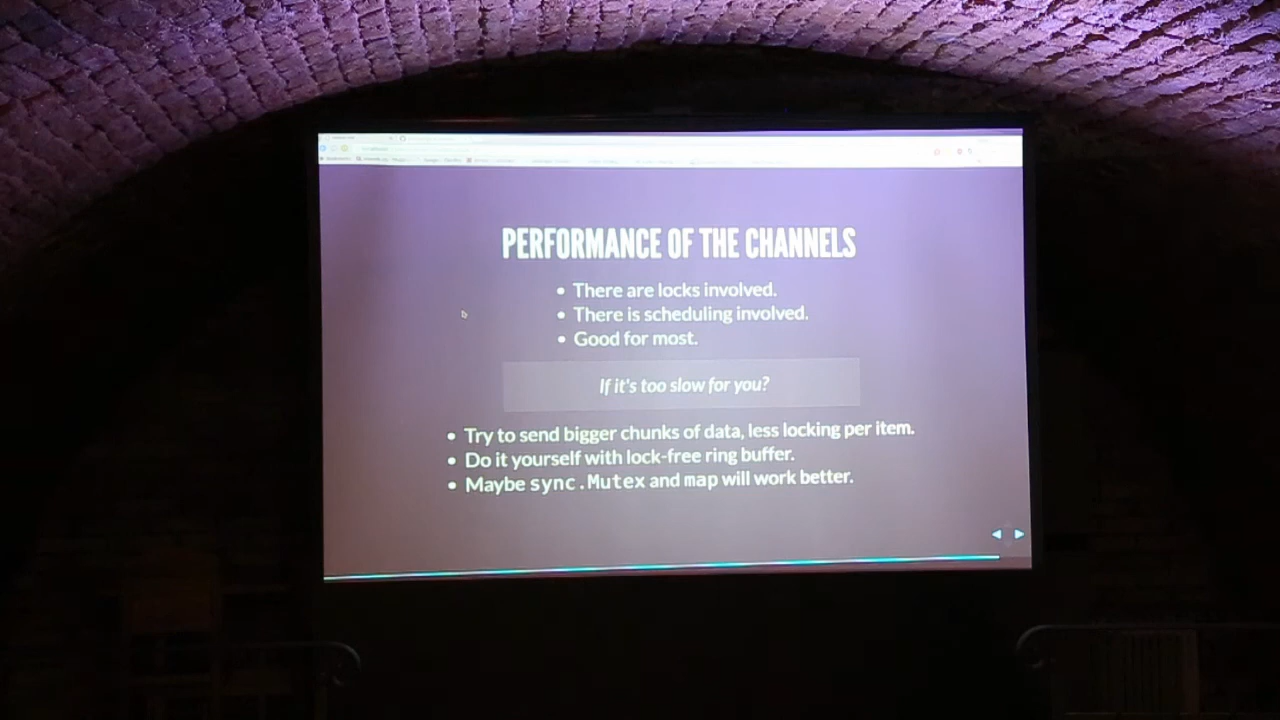 PERFORMANCE OF THE CHANNELS
• There are locks involved.
• There is scheduling involved.
• Good for most.
If it's too slow for you?
• Try to send bigger chunks of data, less locking per item.
• Do it yourself with lock-free ring buffer.
• Maybe sync.Mutex and map will work better.